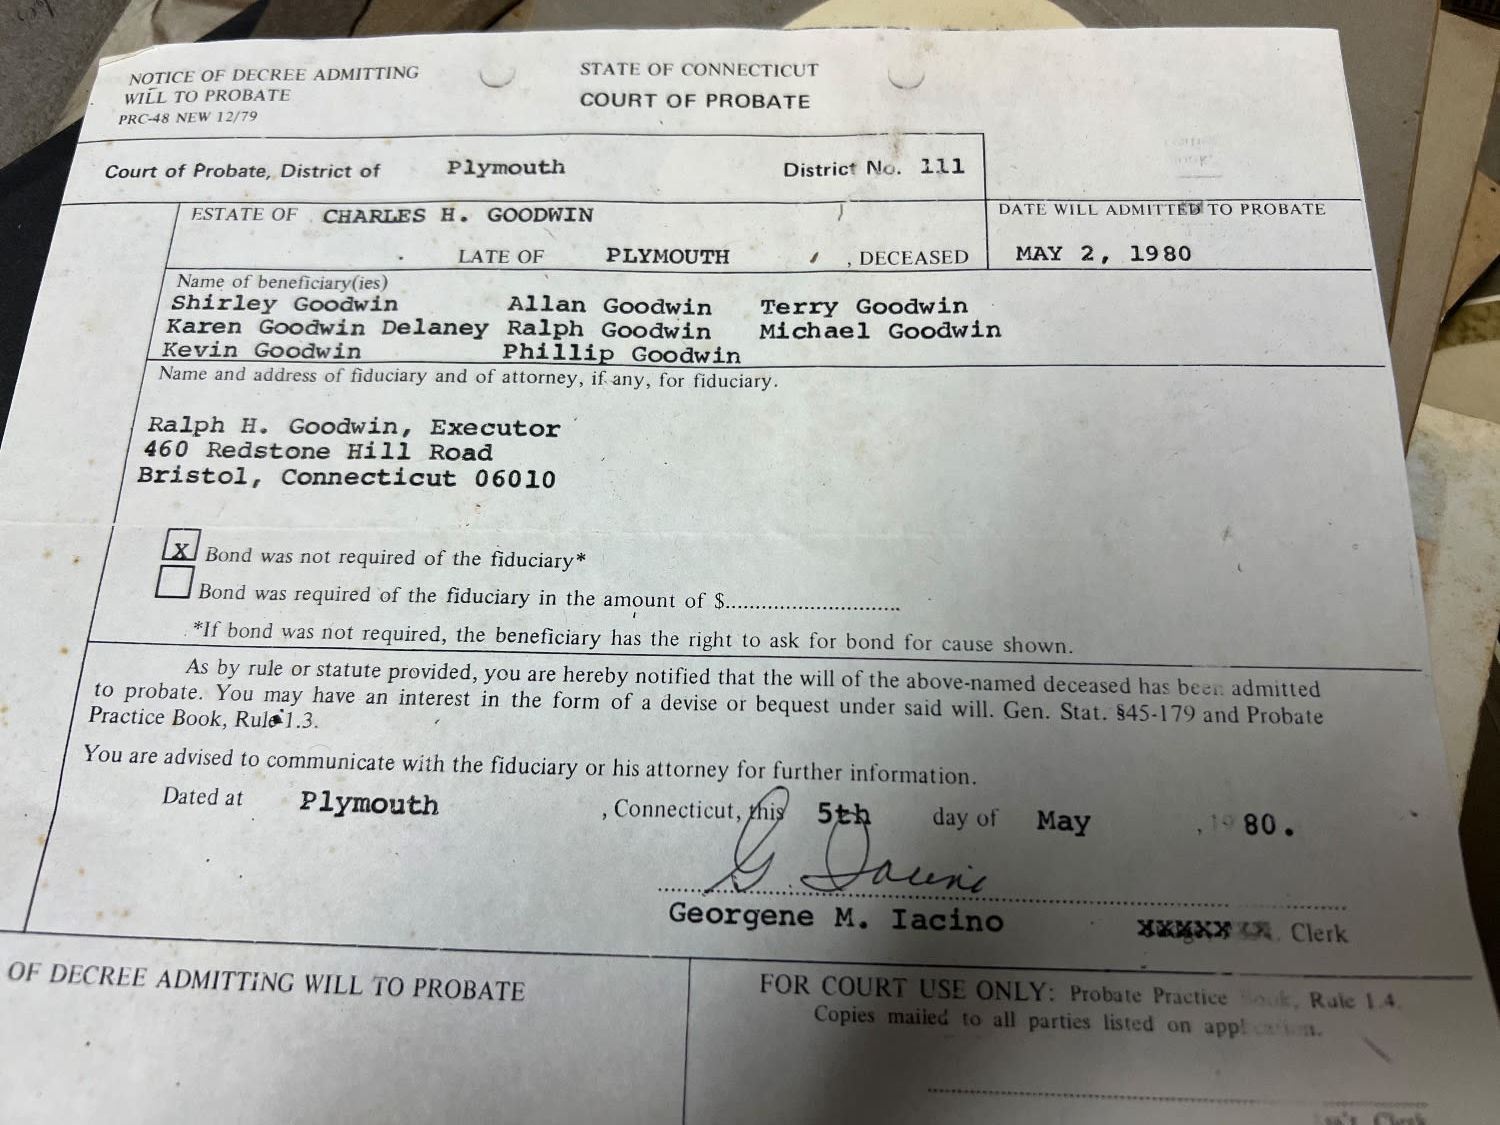 NOTICE OF DECREE ADMITTING
WILL TO PROBATE
PRC-48 NEW 12/79
STATE OF CONNECTICUT
COURT OF PROBATE
Court of Probate, District of Plymouth District No. 111
ESTATE OF CHARLES H. GOODWIN
LATE OF PLYMOUTH , DECEASED
DATE WILL ADMITTED TO PROBATE
MAY 2, 1980
Name of beneficiary(ies)
Shirley Goodwin Allan Goodwin Terry Goodwin
Karen Goodwin Delaney Ralph Goodwin Michael Goodwin
Kevin Goodwin Phillip Goodwin
Name and address of fiduciary and of attorney, if any, for fiduciary.
Ralph H. Goodwin, Executor
460 Redstone Hill Road
Bristol, Connecticut 06010
X Bond was not required of the fiduciary*
Bond was required of the fiduciary in the amount of $..............................
*If bond was not required, the beneficiary has the right to ask for bond for cause shown.
As by rule or statute provided, you are hereby notified that the will of the above-named deceased has been admitted
to probate. You may have an interest in the form of a devise or bequest under said will. Gen. Stat. §45-179 and Probate
Practice Book, Rule 1.3.
You are advised to communicate with the fiduciary or his attorney for further information.
Dated at Plymouth , Connecticut, this 5th day of May , 19 80.
G. Iacino
Georgene M. Iacino Clerk
OF DECREE ADMITTING WILL TO PROBATE
FOR COURT USE ONLY: Probate Practice Book, Rule 1.4.
Copies mailed to all parties listed on application.
Clerk